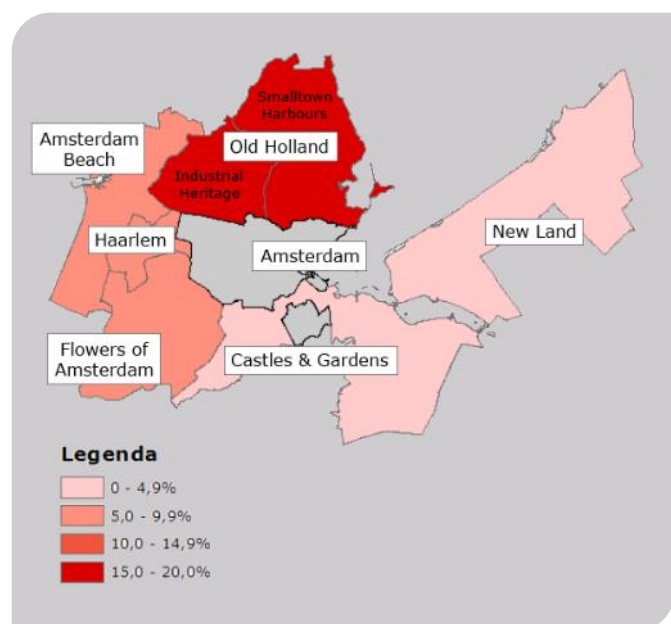 Smalltown
Harbours
Amsterdam
Beach
Old Holland
Industrial
Heritage
Haarlem
New Land
Amsterdam
Flowers of
Amsterdam
Castles & Gardens
Legenda
0 - 4,9%
5,0 - 9,9%
10,0 - 14,9%
15,0 - 20,0%